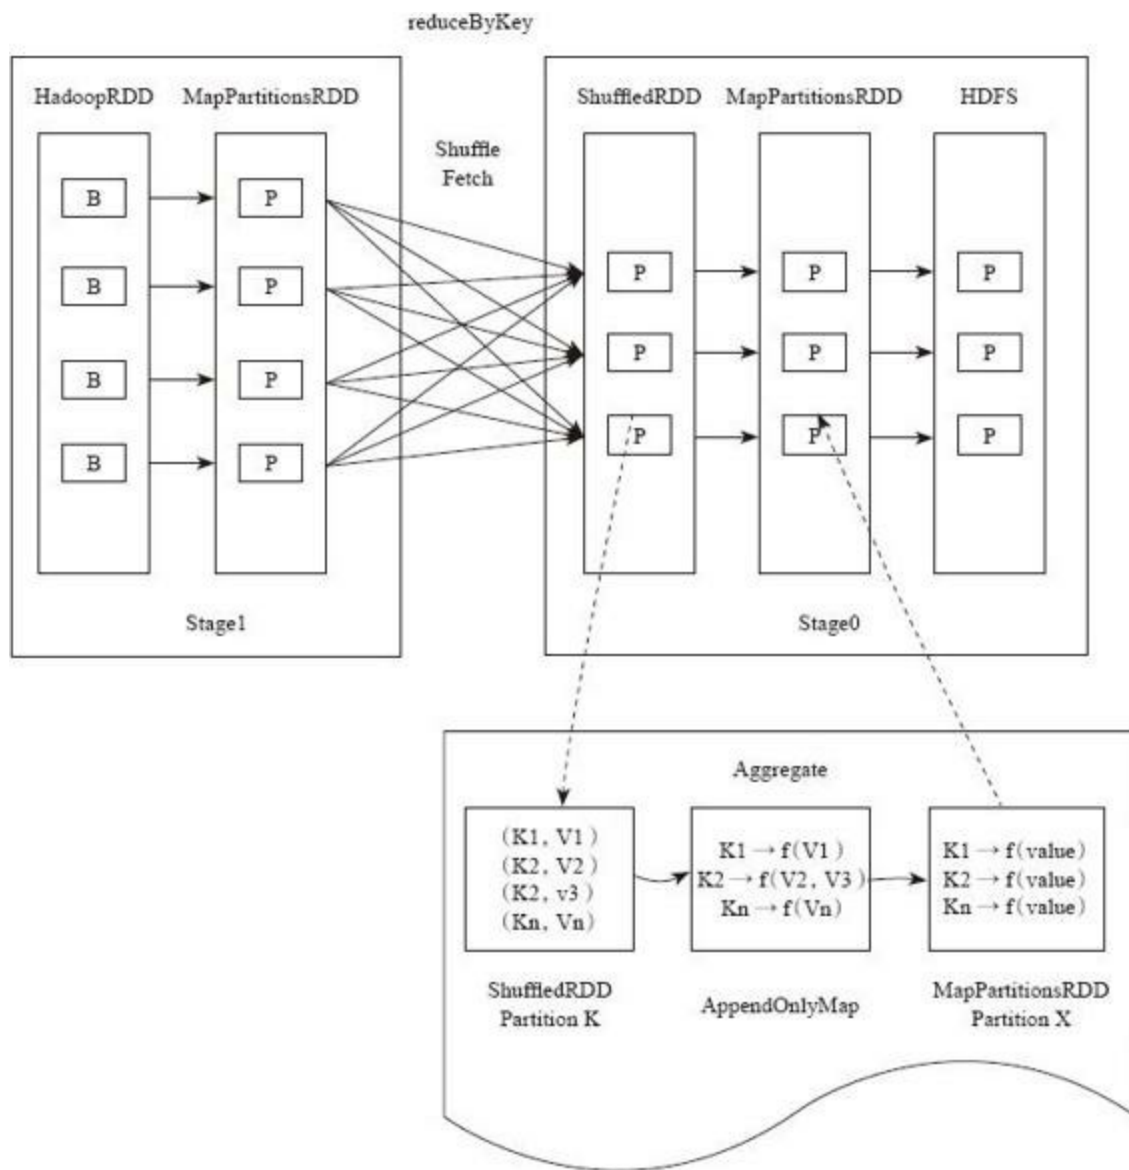 reduceByKey
HadoopRDD
MapPartitionsRDD
Shuffle
Fetch
ShuffledRDD
MapPartitionsRDD
HDFS
B
P
B
P
P
P
P
B
P
P
P
P
B
P
P
P
P
Stage1
Stage0
Aggregate
(K1, V1)
(K2, V2)
(K2, v3)
(Kn, Vn)
K1 → f(V1)
K2 → f(V2, V3)
Kn → f(Vn)
K1 → f(value)
K2 → f(value)
Kn → f(value)
ShuffledRDD
Partition K
AppendOnlyMap
MapPartitionsRDD
Partition X